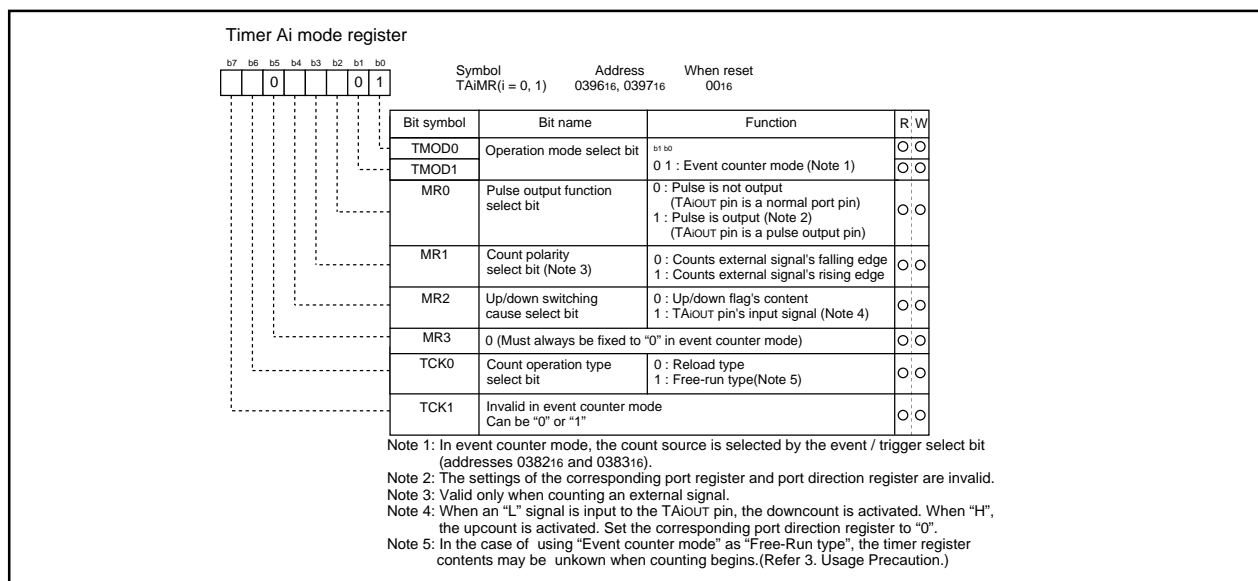 Timer Ai mode register
b7 b6 b5 b4 b3 b2 b1 b0
0 0 1
Symbol Address When reset
TAiMR(i = 0, 1) 039616, 039716 0016
Bit symbol Bit name Function R W
TMOD0 Operation mode select bit b1 b0
TMOD1 0 1 : Event counter mode (Note 1)
MR0 Pulse output function select bit 0 : Pulse is not output
(TAiOUT pin is a normal port pin)
1 : Pulse is output (Note 2)
(TAiOUT pin is a pulse output pin)
MR1 Count polarity select bit (Note 3) 0 : Counts external signal's falling edge
1 : Counts external signal's rising edge
MR2 Up/down switching cause select bit 0 : Up/down flag's content
1 : TAiOUT pin's input signal (Note 4)
MR3 0 (Must always be fixed to “0” in event counter mode)
TCK0 Count operation type select bit 0 : Reload type
1 : Free-run type(Note 5)
TCK1 Invalid in event counter mode
Can be “0” or “1”
Note 1: In event counter mode, the count source is selected by the event / trigger select bit
(addresses 038216 and 038316).
Note 2: The settings of the corresponding port register and port direction register are invalid.
Note 3: Valid only when counting an external signal.
Note 4: When an “L” signal is input to the TAiOUT pin, the downcount is activated. When “H”,
the upcount is activated. Set the corresponding port direction register to “0”.
Note 5: In the case of using “Event counter mode” as “Free-Run type”, the timer register
contents may be unkown when counting begins.(Refer 3. Usage Precaution.)